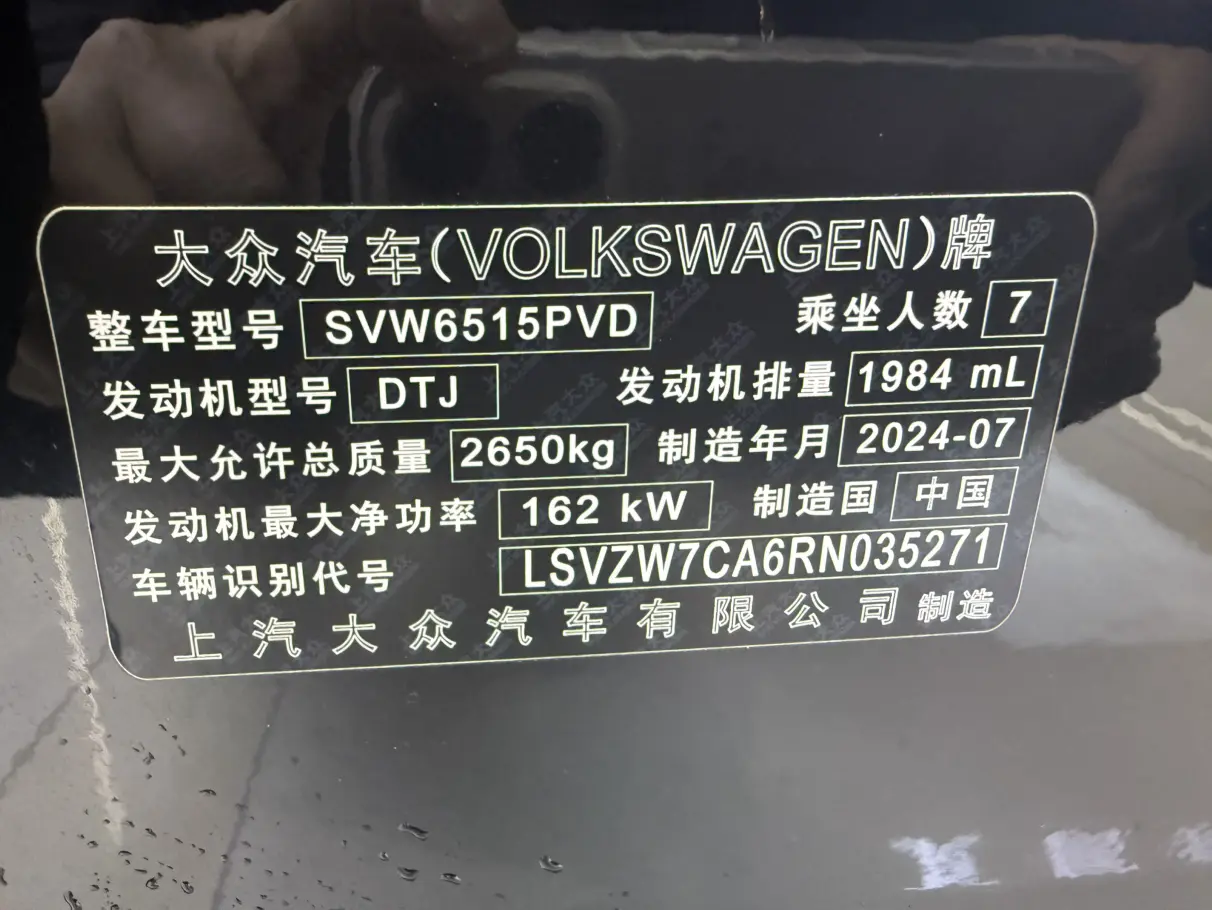 大众汽车(VOLKSWAGEN)牌
整车型号 SVW6515PVD 乘坐人数 7
发动机型号 DTJ 发动机排量 1984 mL
最大允许总质量 2650kg 制造年月 2024-07
发动机最大净功率 162 kW 制造国 中国
车辆识别代号 LSVZW7CA6RN035271
上汽大众汽车有限公司 制造